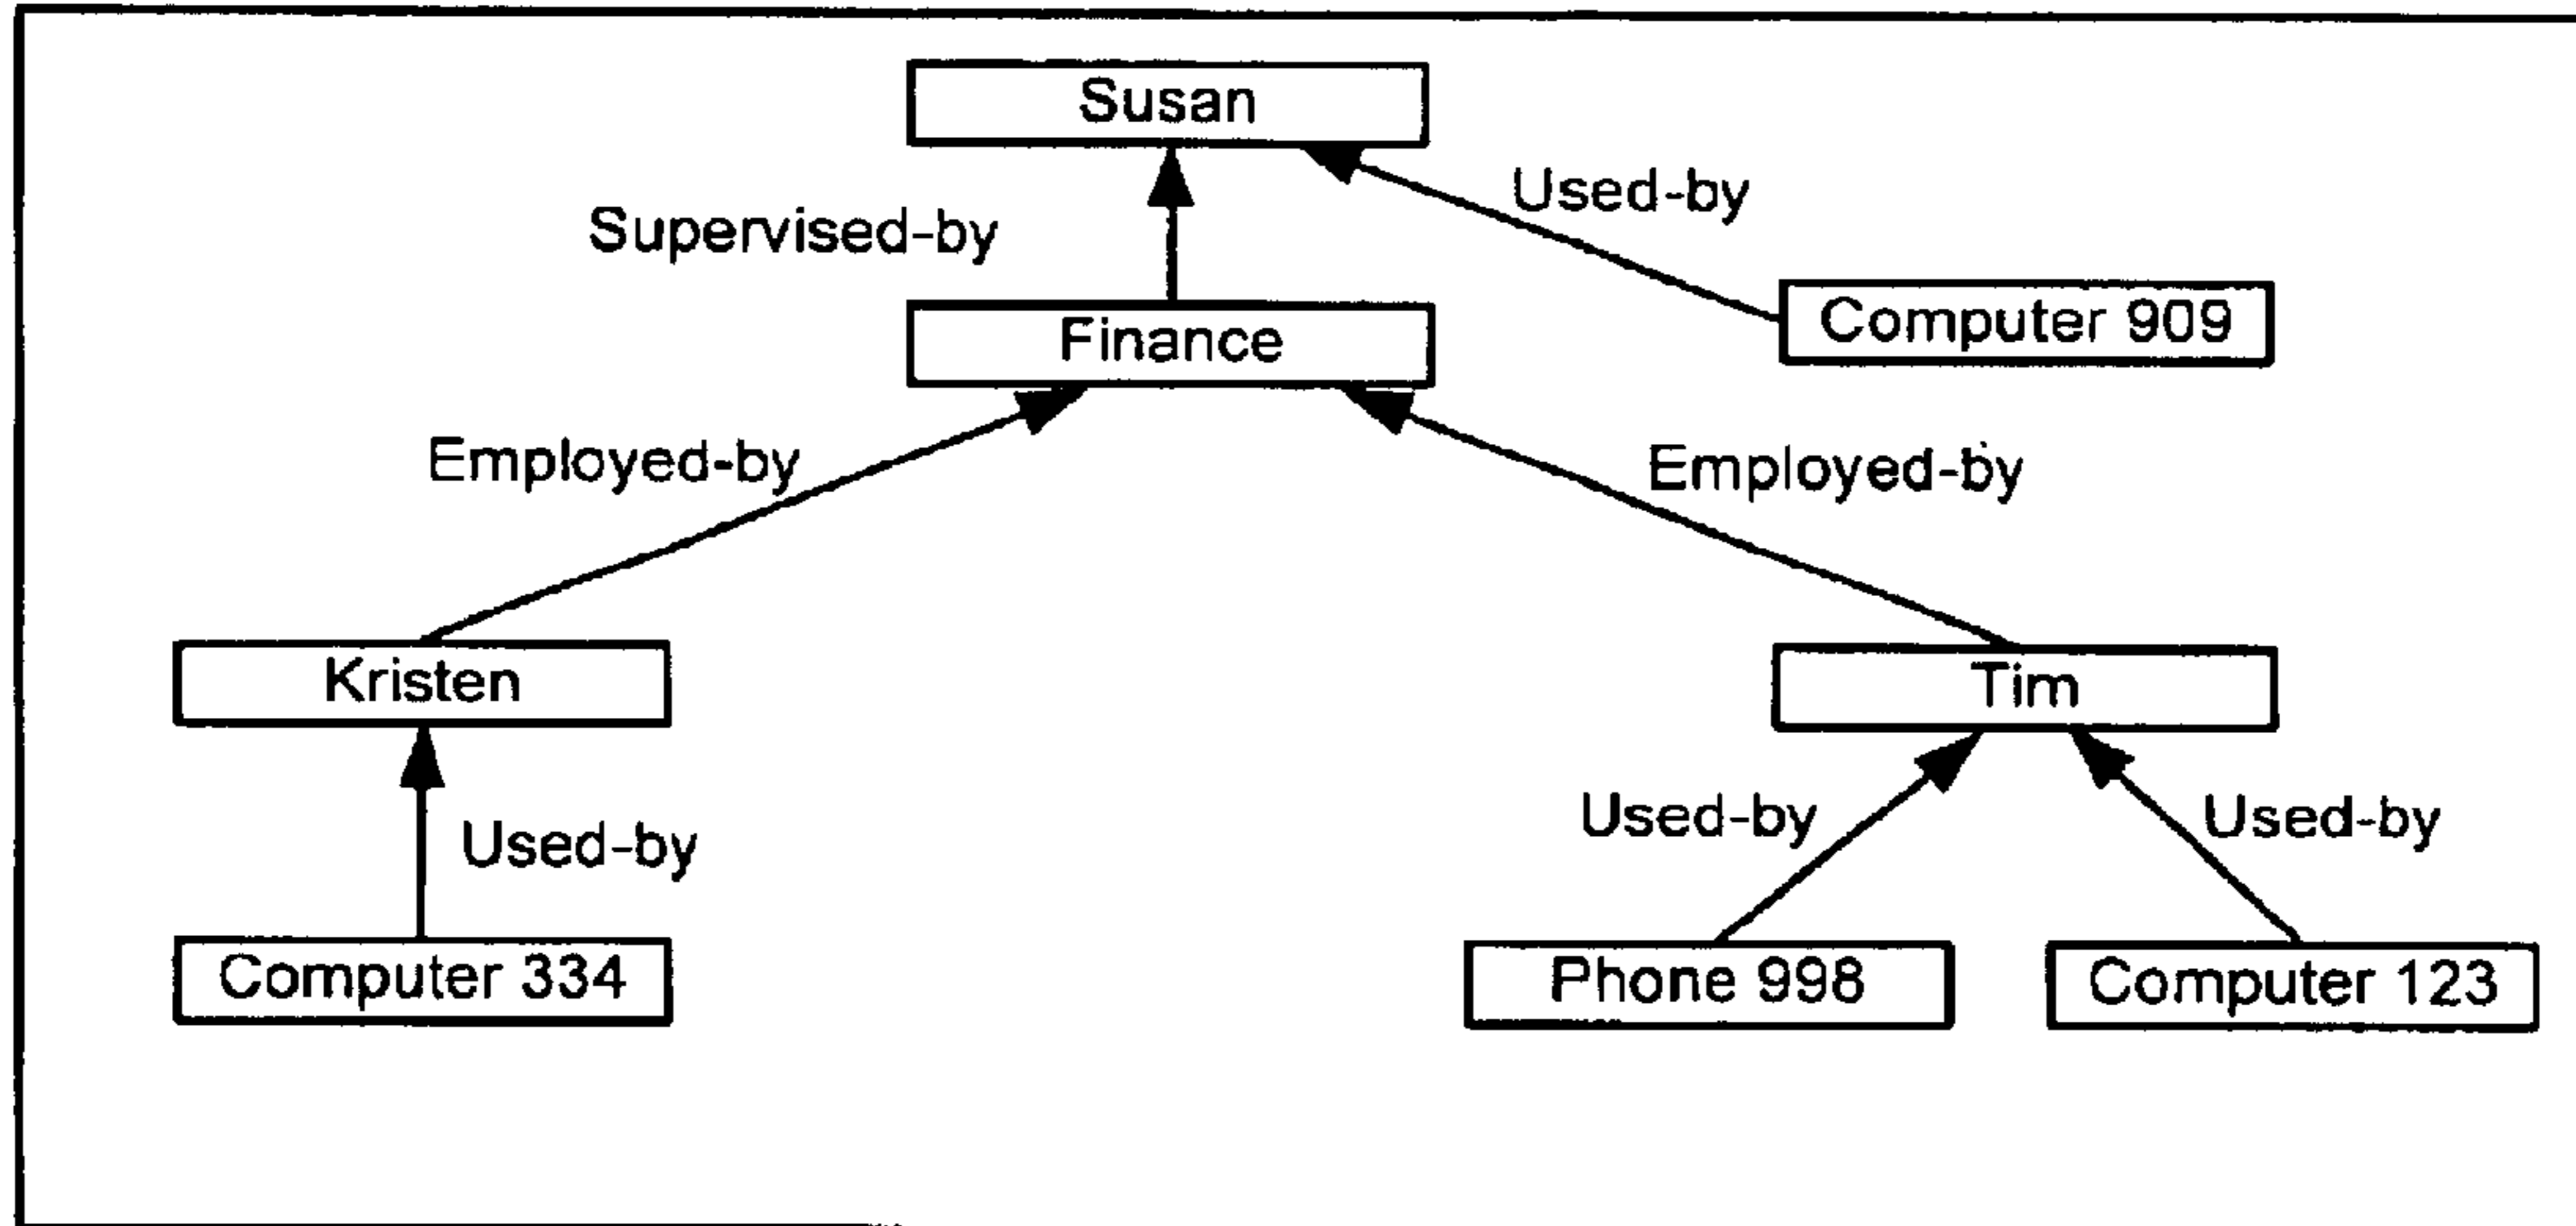 Susan
Used-by
Supervised-by
Computer 909
Finance
Employed-by
Employed-by
Kristen
Tim
Used-by
Used-by
Used-by
Computer 334
Phone 998
Computer 123